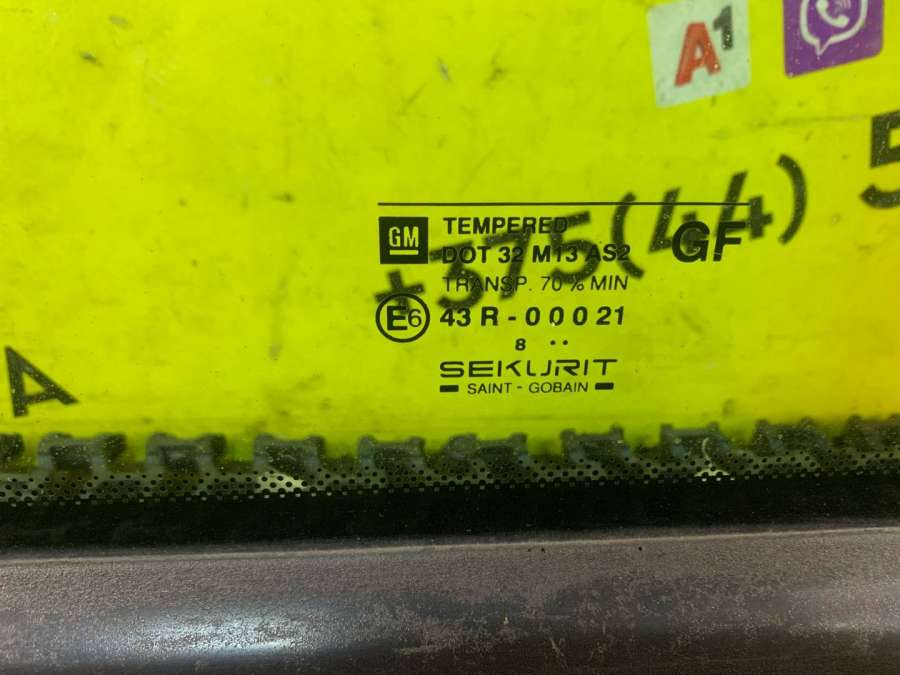 A1
+375(44) 5
GM
TEMPERED
DOT 32 M13 AS2
GF
TRANSP. 70% MIN
E6 43 R - 00021
8 ··
SEKURIT
SAINT - GOBAIN
A